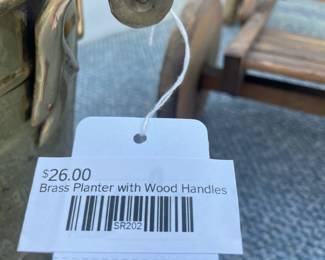 $26.00
Brass Planter with Wood Handles
SR202